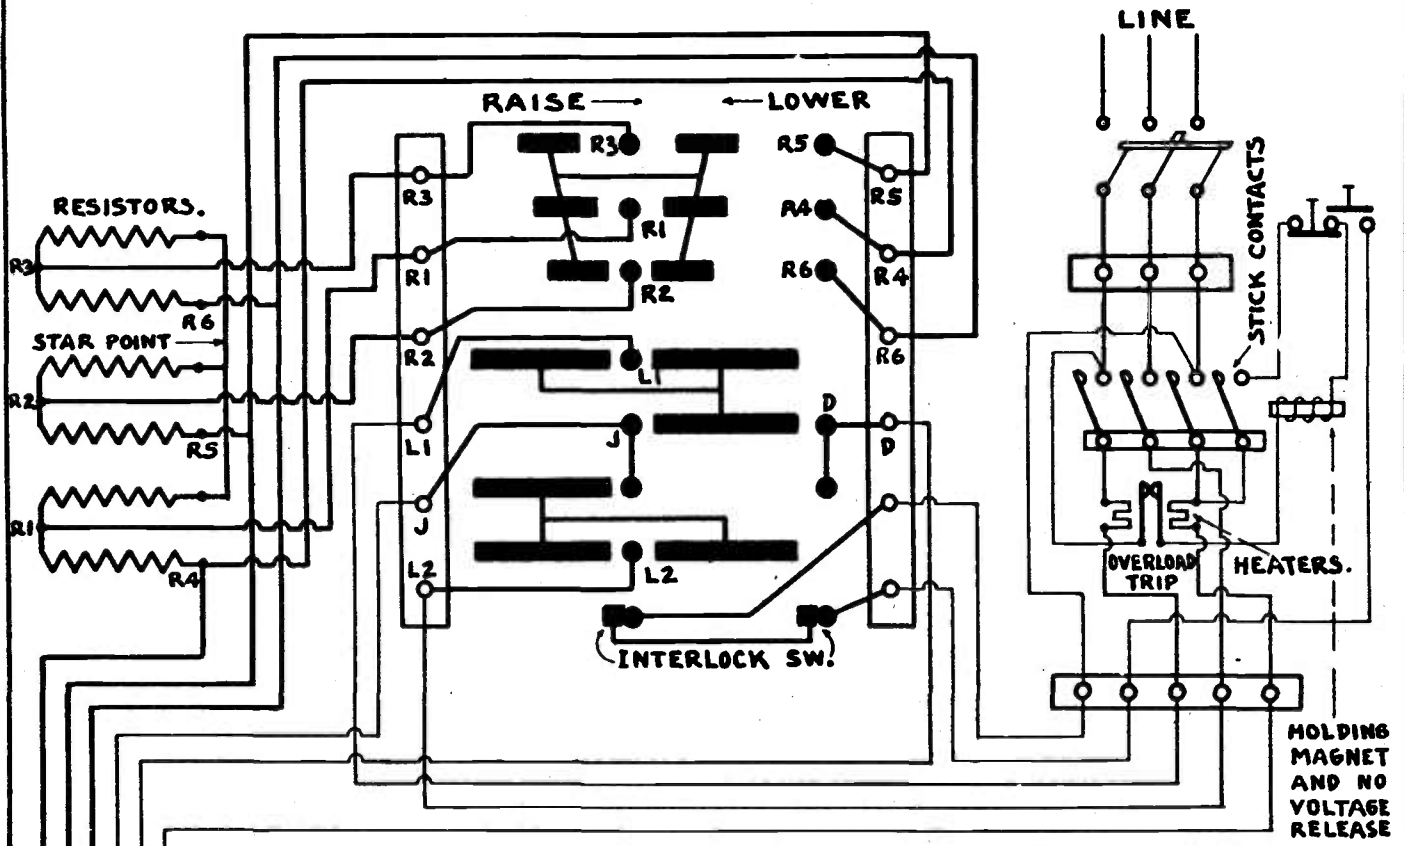 LINE
RAISE → ← LOWER
R3 R5 R5
R3
R1 R4 R4
R1
R2 R6 R6
R2
L1
L1
J D D
J
L2
L2
INTERLOCK SW.
RESISTORS.
R3
R6
STAR POINT
R2
R5
R1
R4
STICK CONTACTS
OVERLOAD
TRIP
HEATERS.
HOLDING
MAGNET
AND NO
VOLTAGE
RELEASE